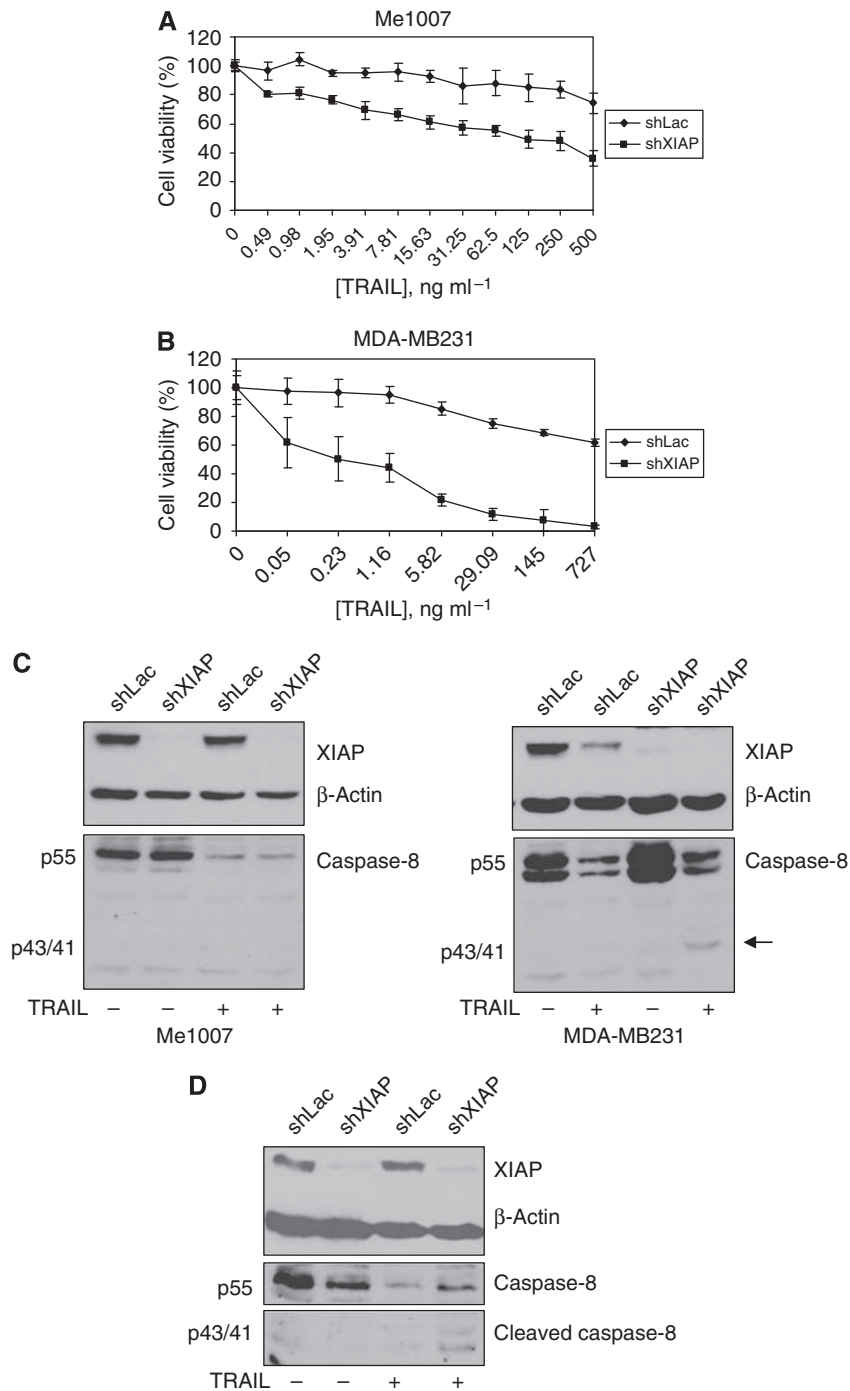 A
Me1007
Cell viability (%)
120
100
80
60
40
20
0
0 0.49 0.98 1.95 3.91 7.81 15.63 31.25 62.5 125 250 500
[TRAIL], ng ml⁻¹
shLac
shXIAP
B
MDA-MB231
Cell viability (%)
120
100
80
60
40
20
0
0 0.05 0.23 1.16 5.82 29.09 145 727
[TRAIL], ng ml⁻¹
shLac
shXIAP
C
shLac shXIAP shLac shXIAP
XIAP
β-Actin
p55 Caspase-8
p43/41
TRAIL – – + +
Me1007
shLac shLac shXIAP shXIAP
XIAP
β-Actin
p55 Caspase-8
p43/41
TRAIL – + – +
MDA-MB231
D
shLac shXIAP shLac shXIAP
XIAP
β-Actin
p55 Caspase-8
p43/41 Cleaved caspase-8
TRAIL – – + +